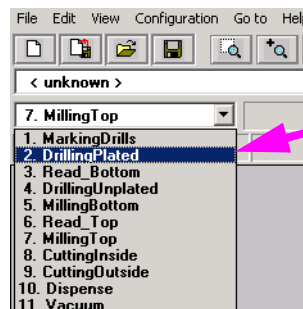 File Edit View Configuration Go to Help
< unknown >
7. MillingTop
1. MarkingDrills
2. DrillingPlated
3. Read_Bottom
4. DrillingUnplated
5. MillingBottom
6. Read_Top
7. MillingTop
8. CuttingInside
9. CuttingOutside
10. Dispense
11. Vacuum